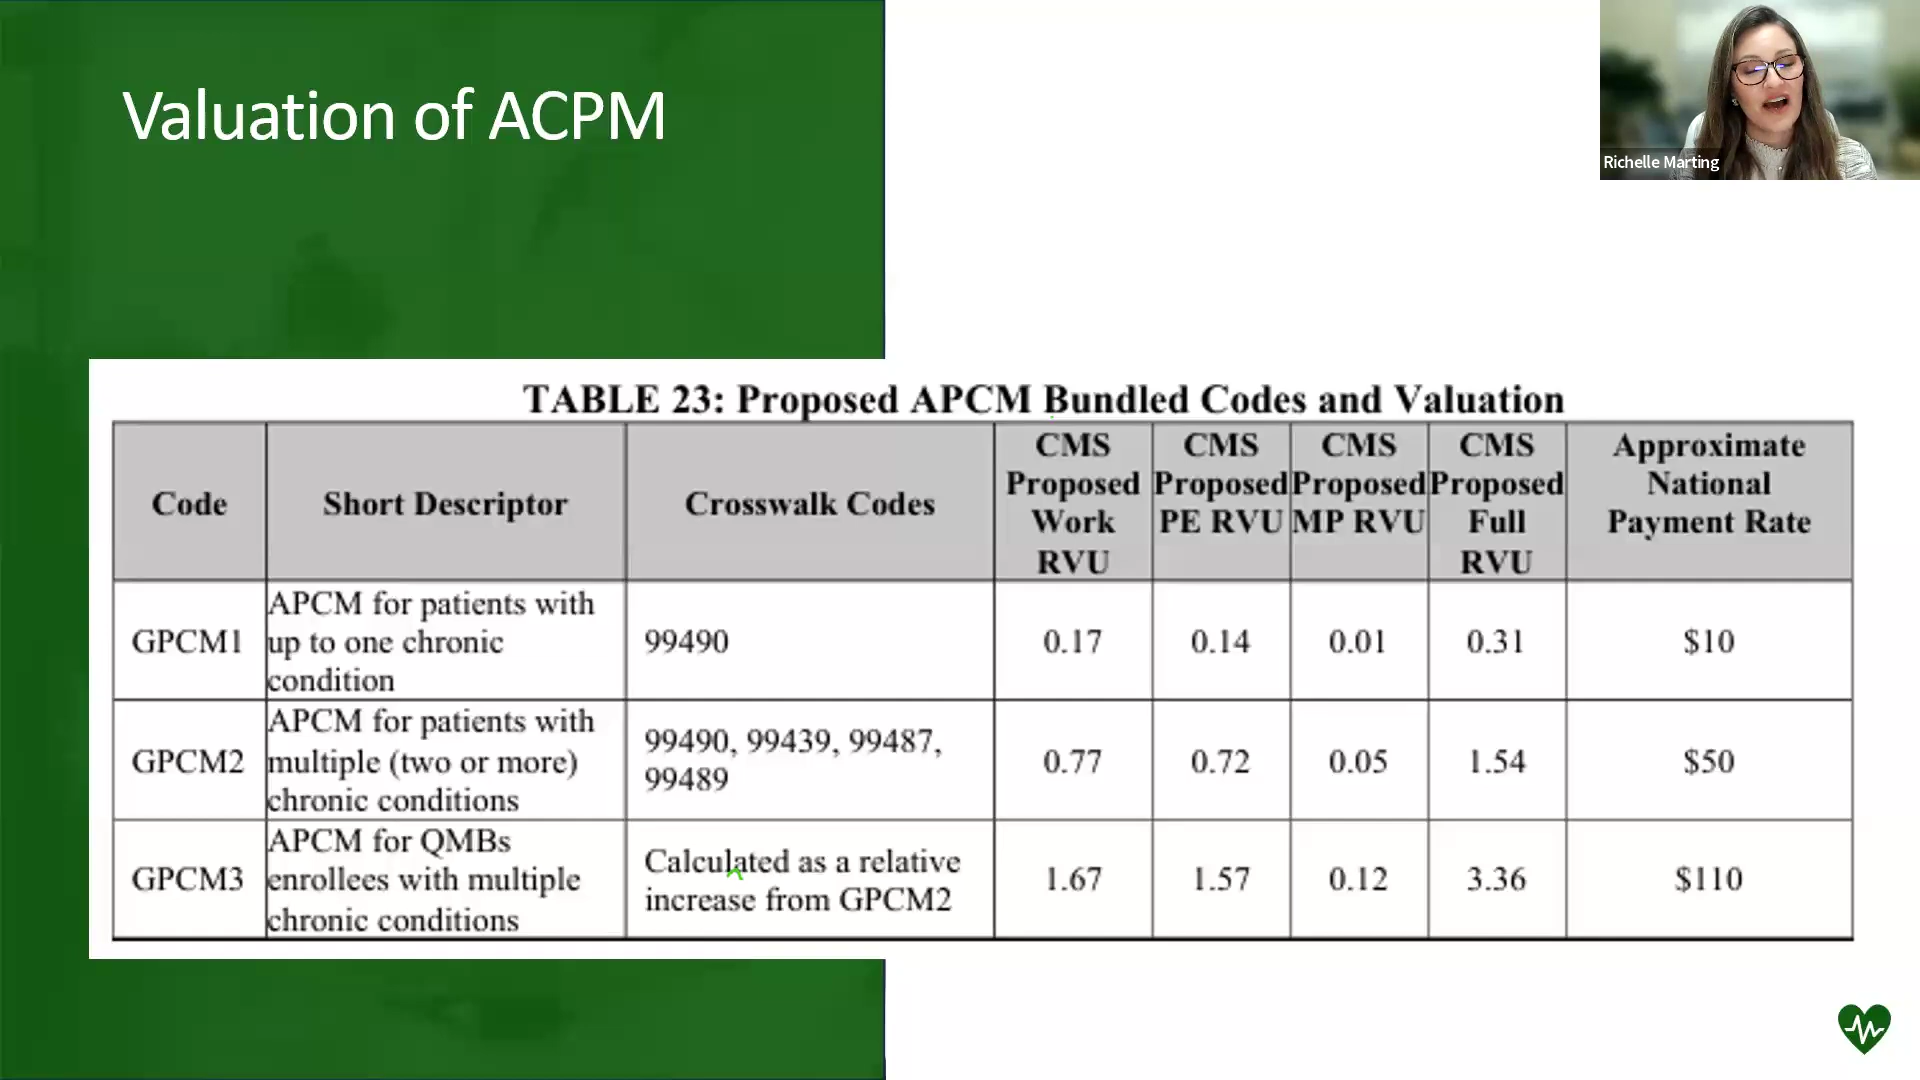 Valuation of ACPM
Richelle Marting
TABLE 23: Proposed APCM Bundled Codes and Valuation
Code
Short Descriptor
Crosswalk Codes
CMS
Proposed
Work
RVU
CMS
Proposed
PE RVU
CMS
Proposed
MP RVU
CMS
Proposed
Full
RVU
Approximate
National
Payment Rate
GPCM1
APCM for patients with
up to one chronic
condition
99490
0.17
0.14
0.01
0.31
$10
GPCM2
APCM for patients with
multiple (two or more)
chronic conditions
99490, 99439, 99487,
99489
0.77
0.72
0.05
1.54
$50
GPCM3
APCM for QMBs
enrollees with multiple
chronic conditions
Calculated as a relative
increase from GPCM2
1.67
1.57
0.12
3.36
$110